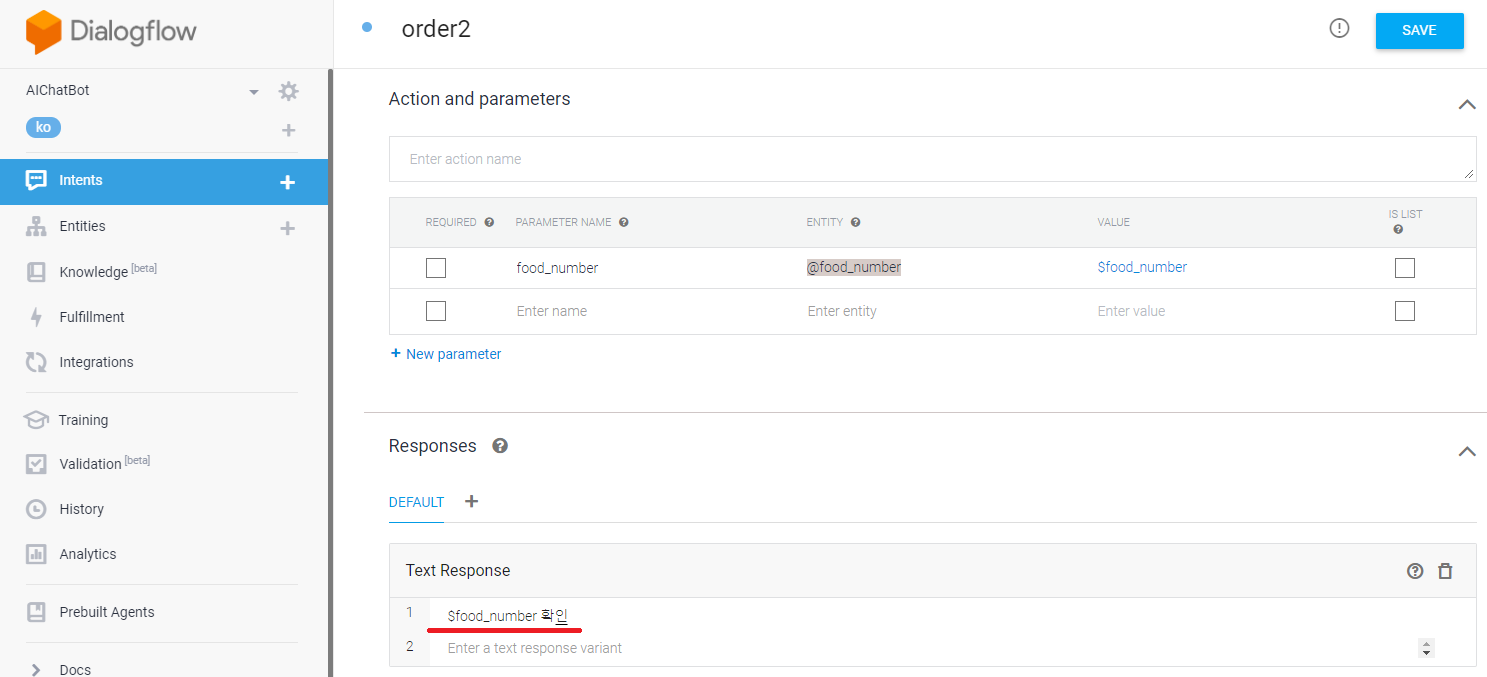 Dialogflow
order2
SAVE
AIChatBot
ko
Intents
Entities
Knowledge [beta]
Fulfillment
Integrations
Training
Validation [beta]
History
Analytics
Prebuilt Agents
Docs
Action and parameters
Enter action name
REQUIRED PARAMETER NAME ENTITY VALUE IS LIST
food_number @food_number $food_number
Enter name Enter entity Enter value
+ New parameter
Responses
DEFAULT +
Text Response
1 $food_number 확인
2 Enter a text response variant